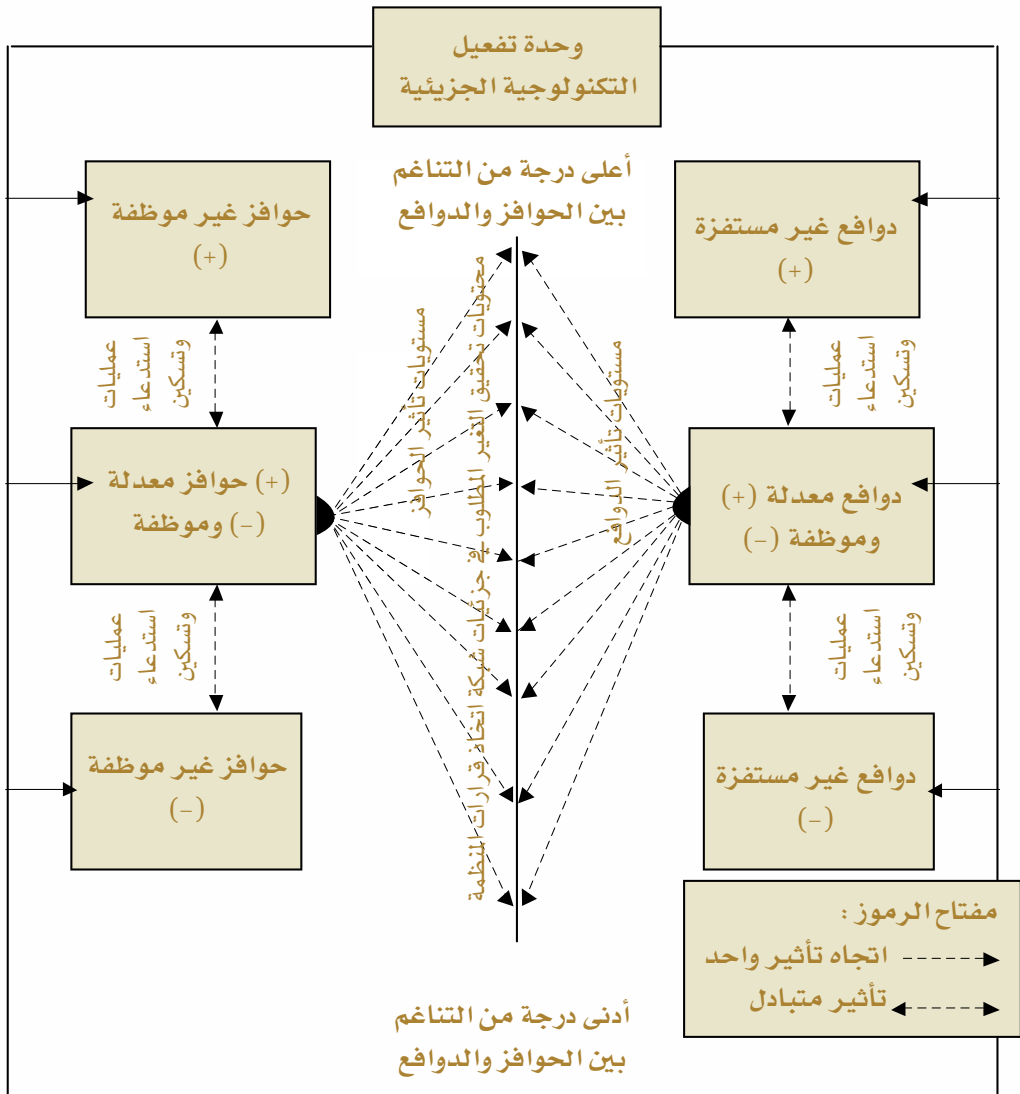 وحدة تفعيل
التكنولوجية الجزيئية
أعلى درجة من التناغم
بين الحوافز والدوافع
دوافع غير مستفزة
(+)
حوافز غير موظفة
(+)
عمليات
استدعاء
وتسكين
عمليات
استدعاء
وتسكين
مستويات تأثير الدوافع
محتويات تحقيق التغير المطلوب في جزئيات شبكة اتخاذ قرارات المنظمة
مستويات تأثير الحوافز
دوافع معدلة (+)
وموظفة (-)
(+) حوافز معدلة
(-) وموظفة
عمليات
استدعاء
وتسكين
عمليات
استدعاء
وتسكين
دوافع غير مستفزة
(-)
حوافز غير موظفة
(-)
مفتاح الرموز :
اتجاه تأثير واحد
تأثير متبادل
أدنى درجة من التناغم
بين الحوافز والدوافع